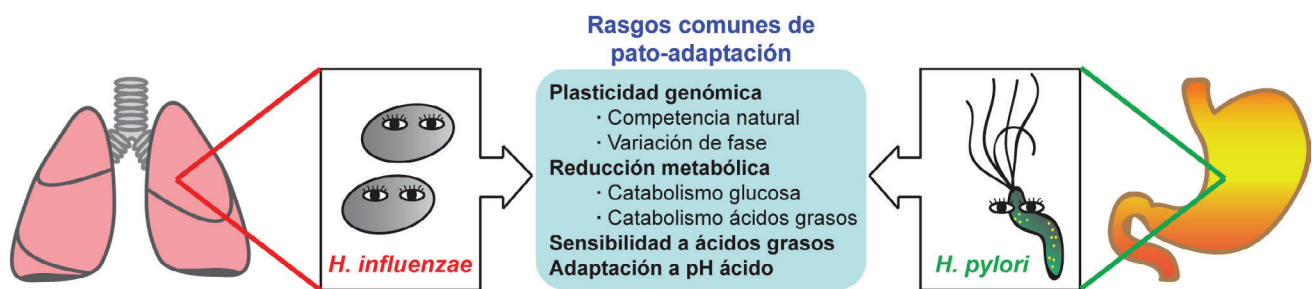 Rasgos comunes de
pato-adaptación
Plasticidad genómica
· Competencia natural
· Variación de fase
Reducción metabólica
· Catabolismo glucosa
· Catabolismo ácidos grasos
Sensibilidad a ácidos grasos
Adaptación a pH ácido
H. influenzae
H. pylori